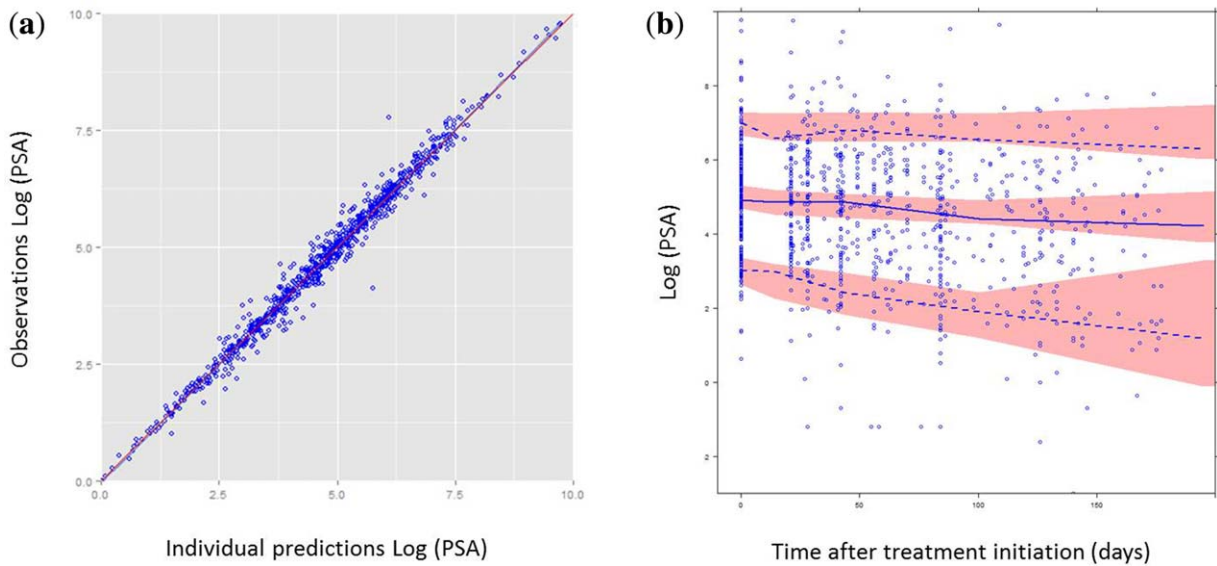 (a)
10.0
7.5
5.0
2.5
0.0
Observations Log (PSA)
0.0 2.5 5.0 7.5 10.0
Individual predictions Log (PSA)
(b)
8
6
4
2
0
2
Log (PSA)
0 50 100 150
Time after treatment initiation (days)